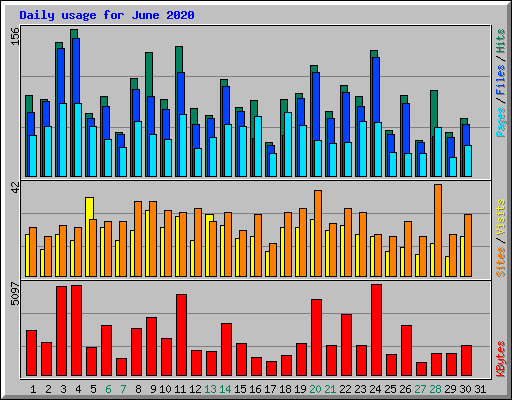 Daily usage for June 2020
156
Pages / Files / Hits
42
Sites / Visits
5097
KBytes
1 2 3 4 5 6 7 8 9 10 11 12 13 14 15 16 17 18 19 20 21 22 23 24 25 26 27 28 29 30 31